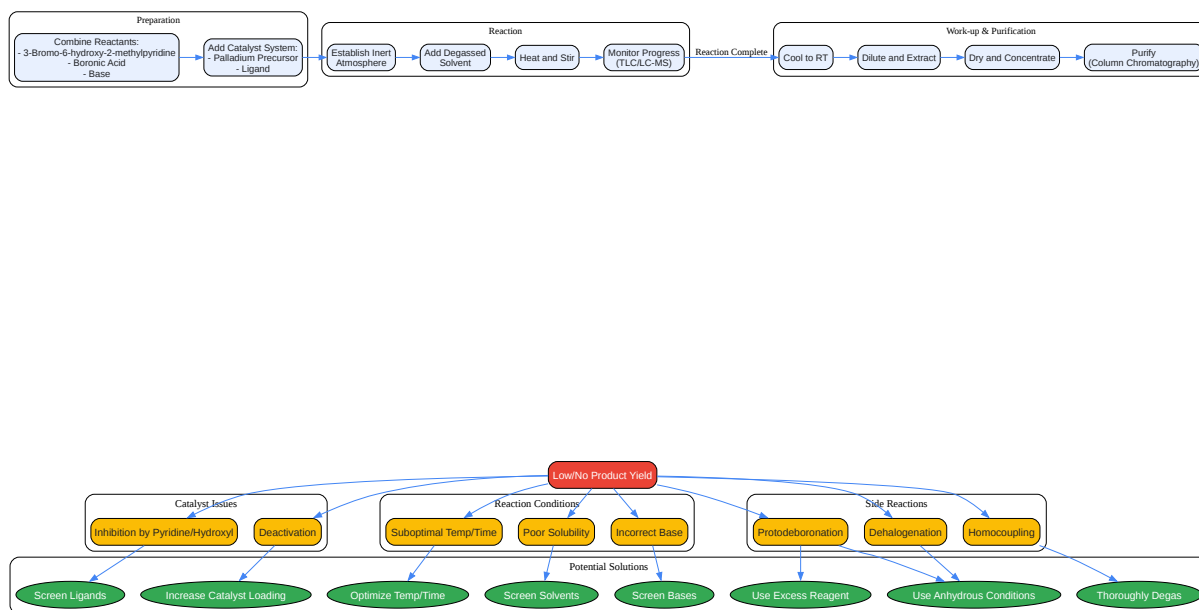 Preparation
Combine Reactants:
- 3-Bromo-6-hydroxy-2-methylpyridine
- Boronic Acid
- Base
Add Catalyst System:
- Palladium Precursor
- Ligand
Reaction
Establish Inert
Atmosphere
Add Degassed
Solvent
Heat and Stir
Monitor Progress
(TLC/LC-MS)
Reaction Complete
Work-up & Purification
Cool to RT
Dilute and Extract
Dry and Concentrate
Purify
(Column Chromatography)
Low/No Product Yield
Catalyst Issues
Inhibition by Pyridine/Hydroxyl
Deactivation
Reaction Conditions
Suboptimal Temp/Time
Poor Solubility
Incorrect Base
Side Reactions
Protodeboronation
Dehalogenation
Homocoupling
Potential Solutions
Screen Ligands
Increase Catalyst Loading
Optimize Temp/Time
Screen Solvents
Screen Bases
Use Excess Reagent
Use Anhydrous Conditions
Thoroughly Degas